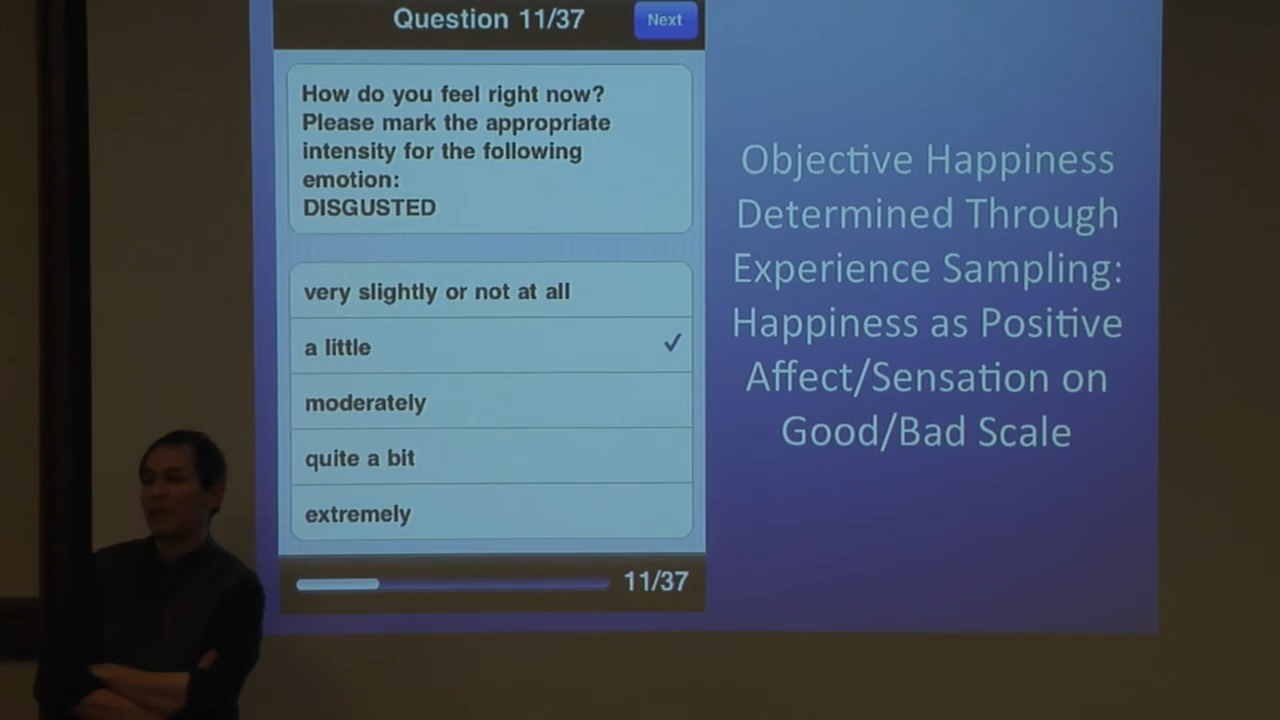 Question 11/37
Next
How do you feel right now?
Please mark the appropriate
intensity for the following
emotion:
DISGUSTED
very slightly or not at all
a little
moderately
quite a bit
extremely
11/37
Objective Happiness
Determined Through
Experience Sampling:
Happiness as Positive
Affect/Sensation on
Good/Bad Scale